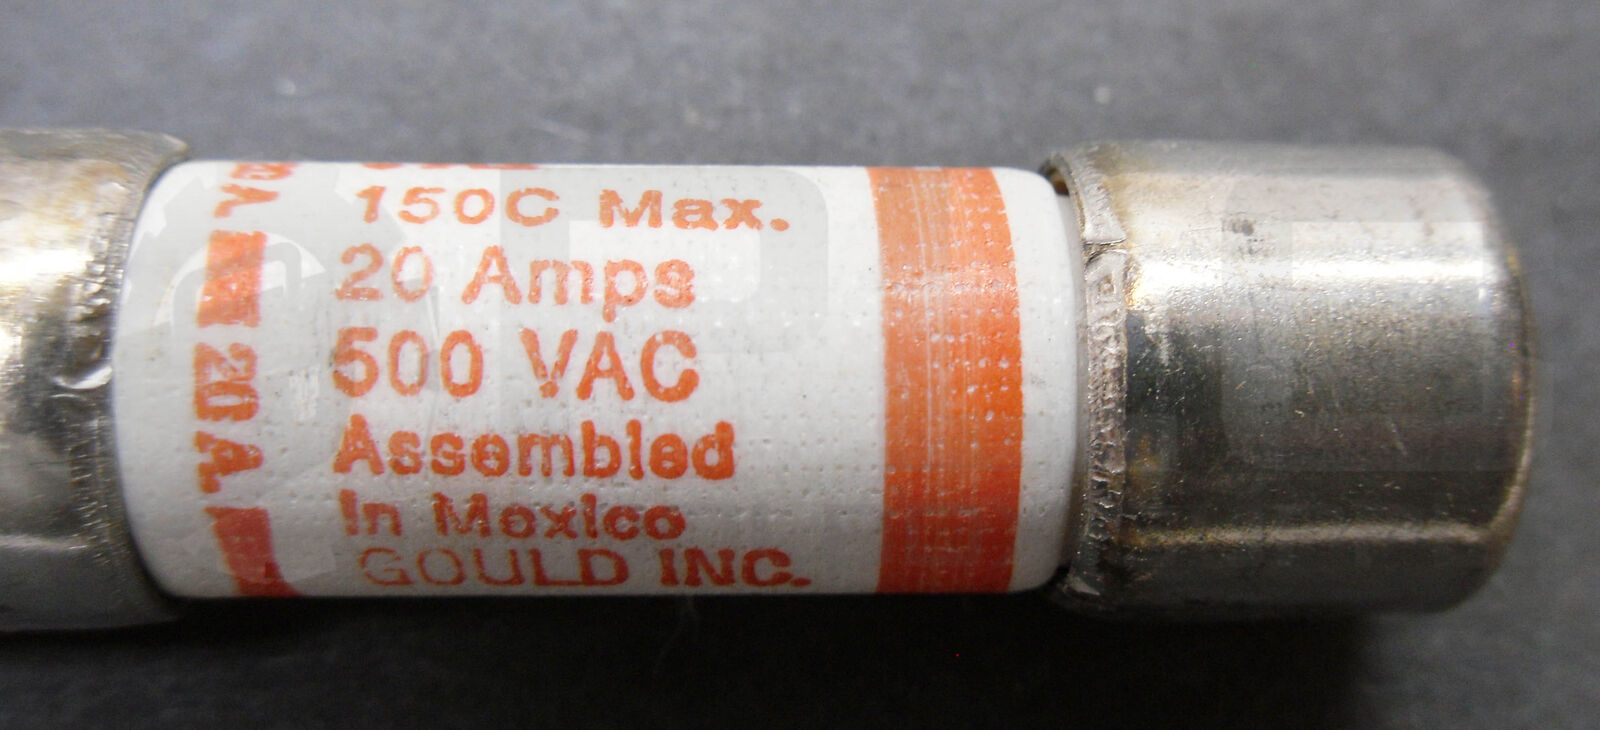 150C Max.
20 Amps
500 VAC
Assembled
In Mexico
GOULD INC.
20A